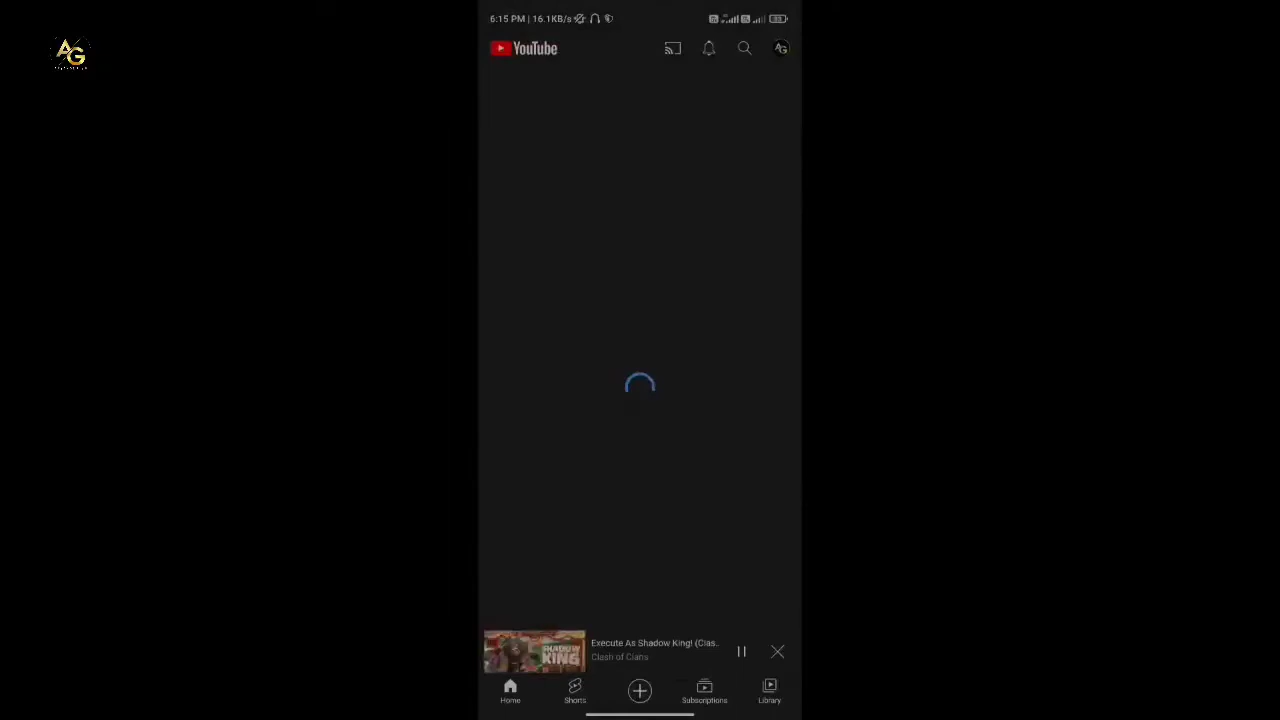 6:15 PM | 16.1KB/s
AG
YouTube
AG
SHADOW
KING
Execute As Shadow King! (Clas..
Clash of Clans
Home
Shorts
Subscriptions
Library